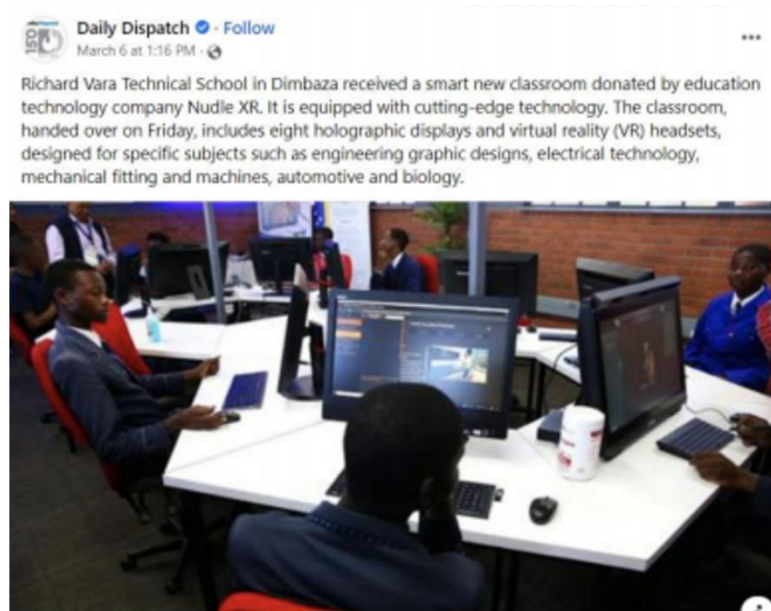 Daily Dispatch · Follow
March 6 at 1:16 PM ·
Richard Vara Technical School in Dimbaza received a smart new classroom donated by education
technology company Nudle XR. It is equipped with cutting-edge technology. The classroom,
handed over on Friday, includes eight holographic displays and virtual reality (VR) headsets,
designed for specific subjects such as engineering graphic designs, electrical technology,
mechanical fitting and machines, automotive and biology.